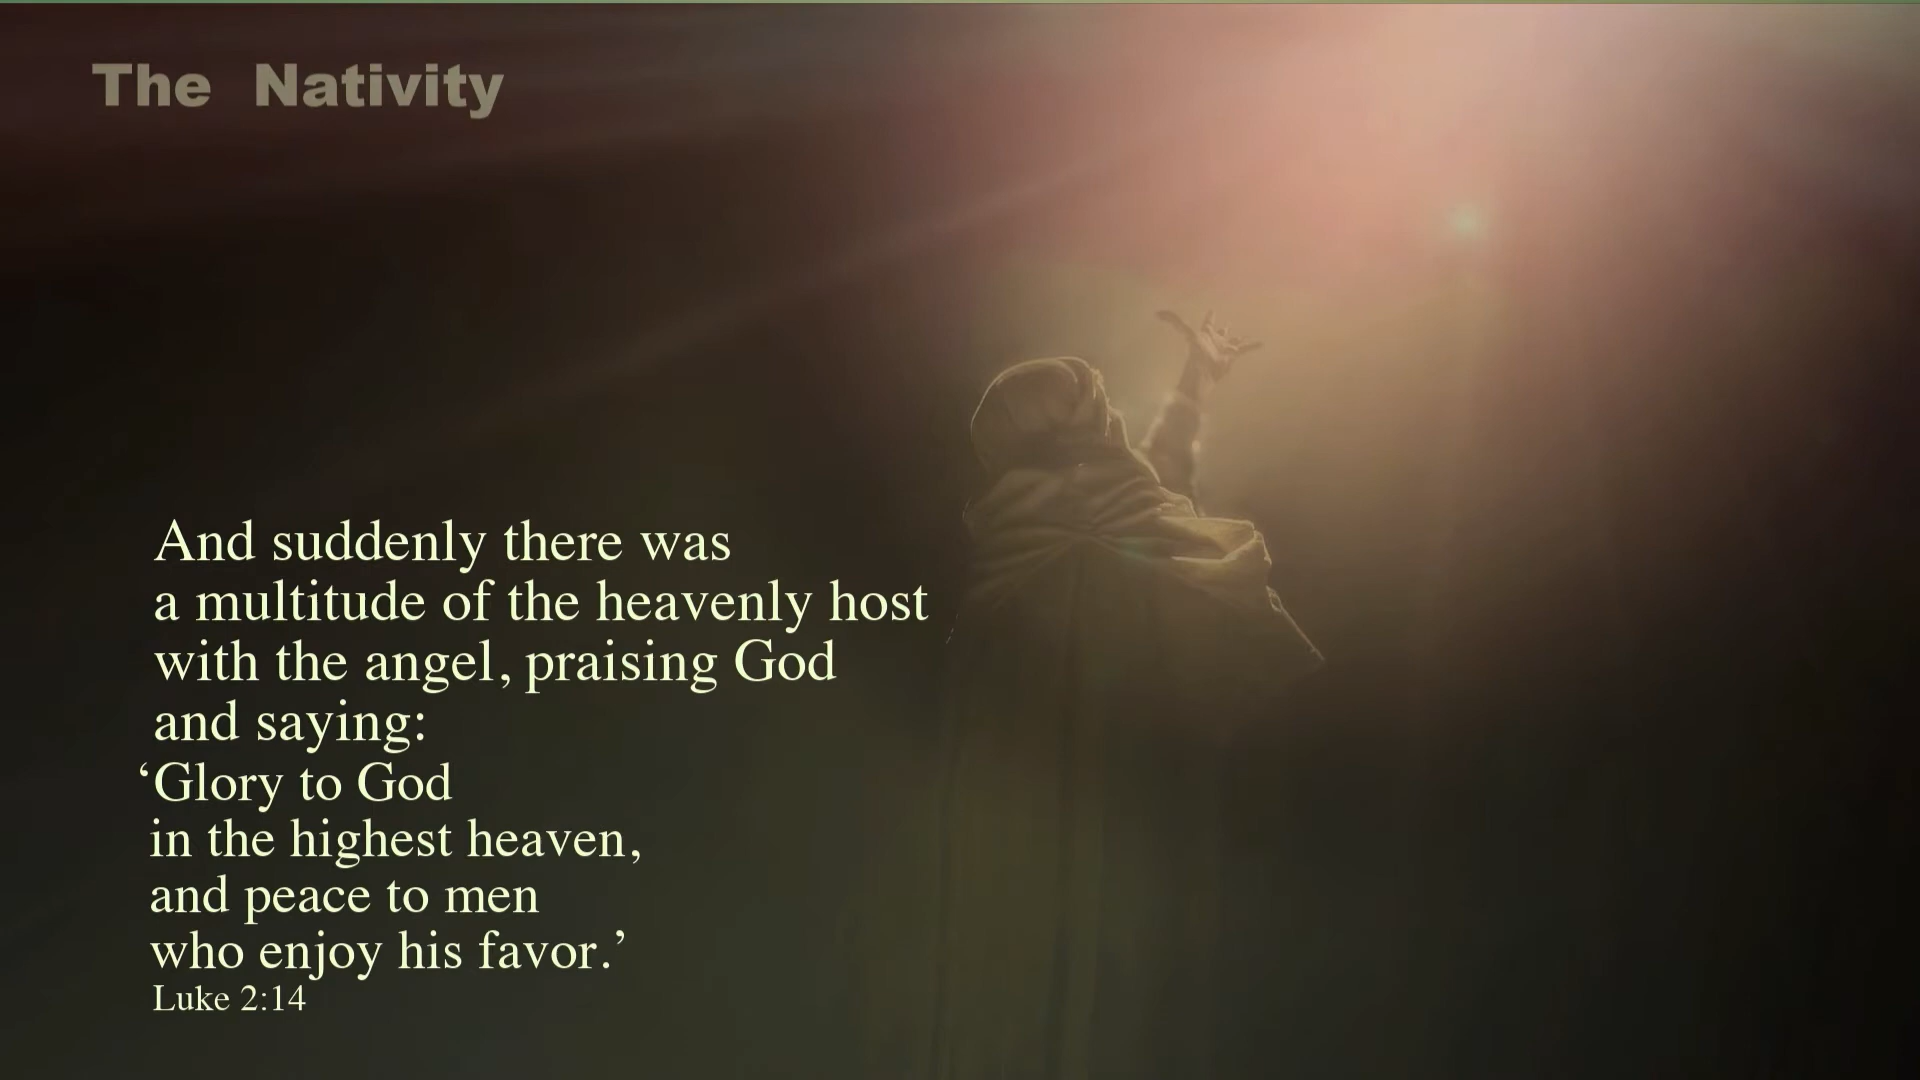 The Nativity
And suddenly there was
a multitude of the heavenly host
with the angel, praising God
and saying:
‘Glory to God
in the highest heaven,
and peace to men
who enjoy his favor.’
Luke 2:14